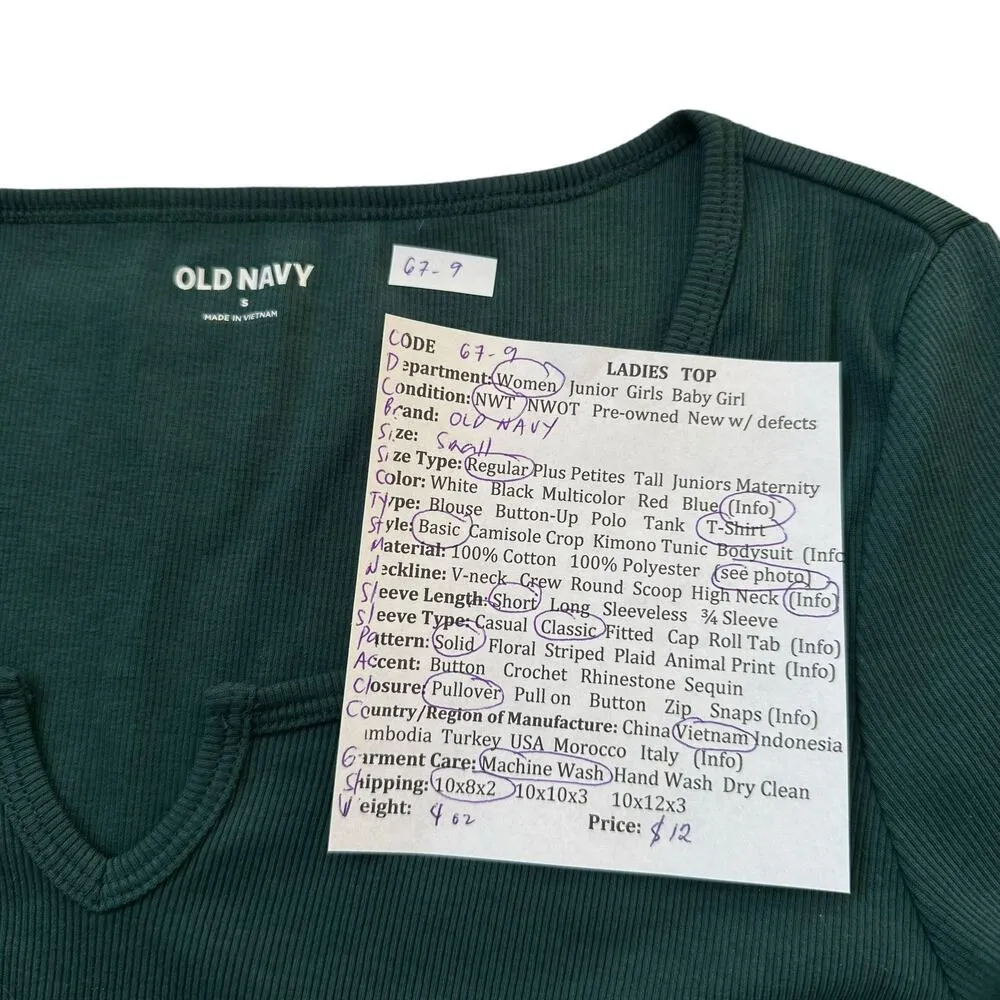 OLD NAVY
S
MADE IN VIETNAM
67-9
CODE 67-9
LADIES TOP
Department: Women Junior Girls Baby Girl
Condition: NWT NWOT Pre-owned New w/ defects
Brand: OLD NAVY
Size: Small
Size Type: Regular Plus Petites Tall Juniors Maternity
Color: White Black Multicolor Red Blue (Info)
Type: Blouse Button-Up Polo Tank T-Shirt
Style: Basic Camisole Crop Kimono Tunic Bodysuit (Info
Material: 100% Cotton 100% Polyester (see photo)
Neckline: V-neck Crew Round Scoop High Neck (Info)
Sleeve Length: Short Long Sleeveless ¾ Sleeve
Sleeve Type: Casual Classic Fitted Cap Roll Tab (Info)
Pattern: Solid Floral Striped Plaid Animal Print (Info)
Accent: Button Crochet Rhinestone Sequin
Closure: Pullover Pull on Button Zip Snaps (Info)
Country/Region of Manufacture: China Vietnam Indonesia
ambodia Turkey USA Morocco Italy (Info)
Garment Care: Machine Wash Hand Wash Dry Clean
Shipping: 10x8x2 10x10x3 10x12x3
Weight: 4 oz Price: $12